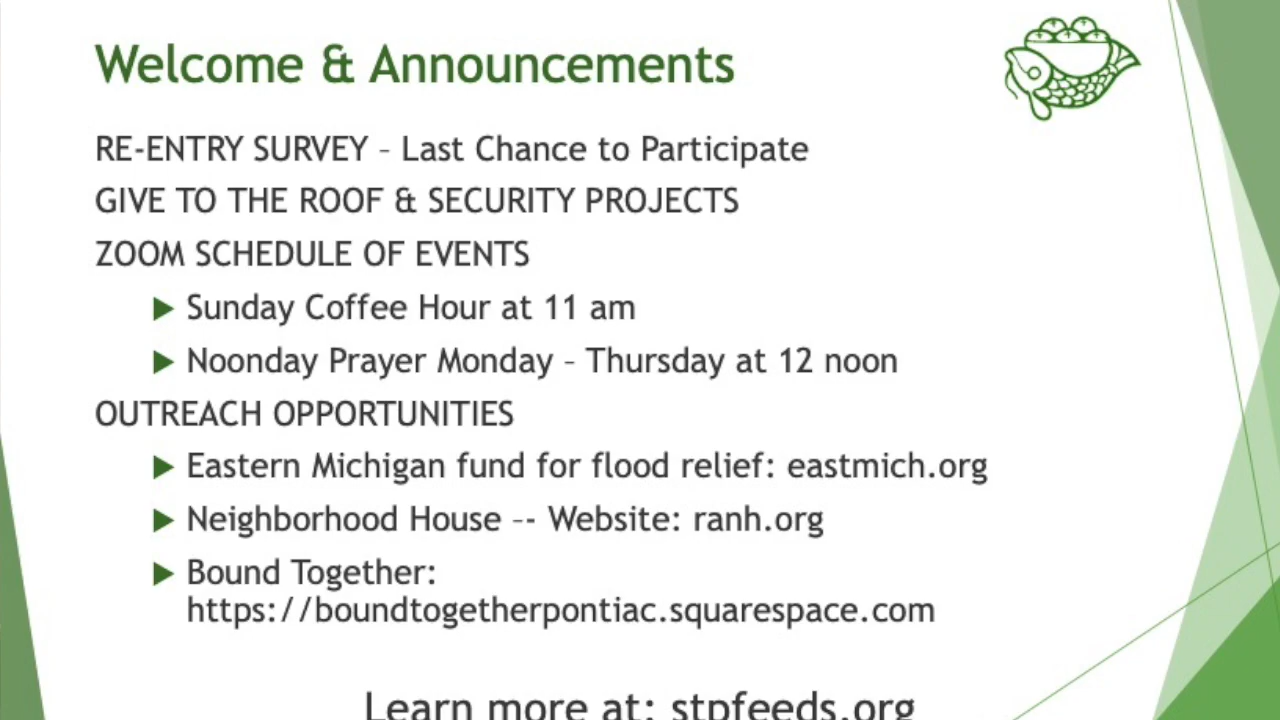 Welcome & Announcements
RE-ENTRY SURVEY – Last Chance to Participate
GIVE TO THE ROOF & SECURITY PROJECTS
ZOOM SCHEDULE OF EVENTS
Sunday Coffee Hour at 11 am
Noonday Prayer Monday – Thursday at 12 noon
OUTREACH OPPORTUNITIES
Eastern Michigan fund for flood relief: eastmich.org
Neighborhood House –- Website: ranh.org
Bound Together:
https://boundtogetherpontiac.squarespace.com
Learn more at: stpfeeds.org